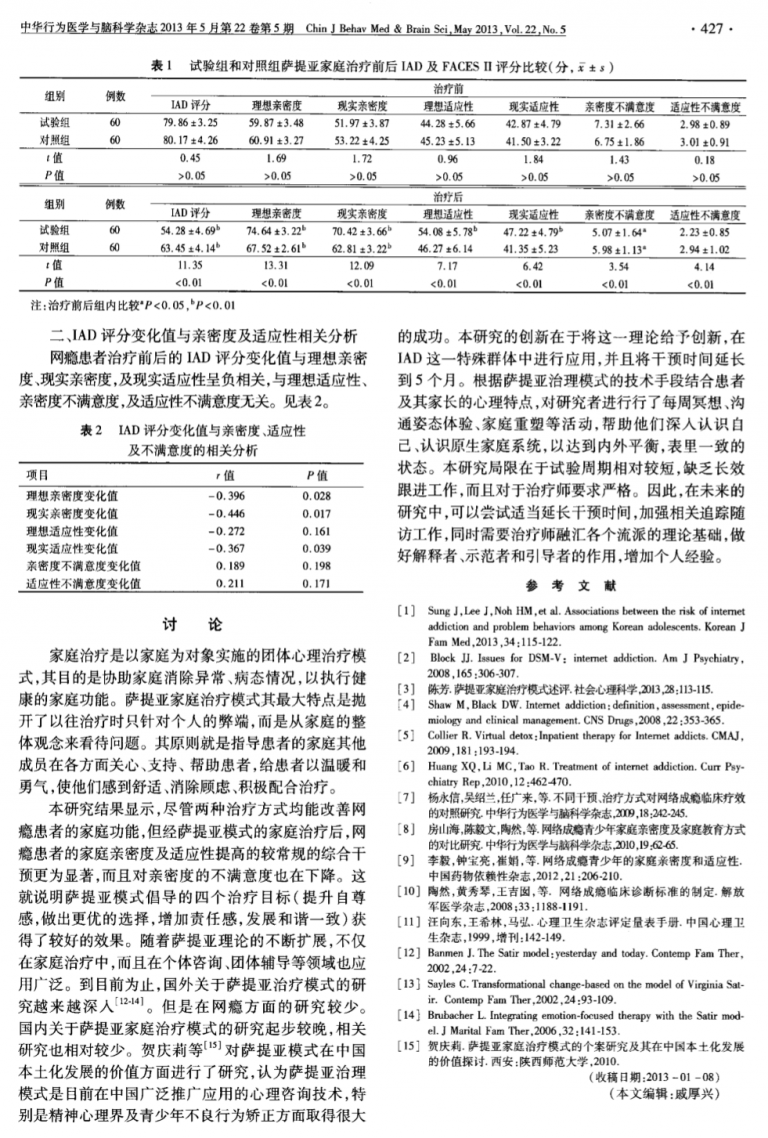 中华行为医学与脑科学杂志 2013 年 5 月第 22 卷第 5 期 Chin J Behav Med & Brain Sci, May 2013, Vol. 22, No. 5 · 427 ·
表 1 试验组和对照组萨提亚家庭治疗前后 IAD 及 FACES II 评分比较(分, x̄ ± s)
组别 例数 治疗前
IAD 评分 理想亲密度 现实亲密度 理想适应性 现实适应性 亲密度不满意度 适应性不满意度
试验组 60 79.86 ±3.25 59.87 ±3.48 51.97 ±3.87 44.28 ±5.66 42.87 ±4.79 7.31 ±2.66 2.98 ±0.89
对照组 60 80.17 ±4.26 60.91 ±3.27 53.22 ±4.25 45.23 ±5.13 41.50 ±3.22 6.75 ±1.86 3.01 ±0.91
t 值 0.45 1.69 1.72 0.96 1.84 1.43 0.18
P 值 >0.05 >0.05 >0.05 >0.05 >0.05 >0.05 >0.05
组别 例数 治疗后
IAD 评分 理想亲密度 现实亲密度 理想适应性 现实适应性 亲密度不满意度 适应性不满意度
试验组 60 54.28 ±4.69ᵇ 74.64 ±3.22ᵇ 70.42 ±3.66ᵇ 54.08 ±5.78ᵇ 47.22 ±4.79ᵇ 5.07 ±1.64ᵃ 2.23 ±0.85
对照组 60 63.45 ±4.14ᵇ 67.52 ±2.61ᵇ 62.81 ±3.22ᵇ 46.27 ±6.14 41.35 ±5.23 5.98 ±1.13ᵃ 2.94 ±1.02
t 值 11.35 13.31 12.09 7.17 6.42 3.54 4.14
P 值 <0.01 <0.01 <0.01 <0.01 <0.01 <0.01 <0.01
注:治疗前后组内比较ᵃP<0.05,ᵇP<0.01
二、IAD 评分变化值与亲密度及适应性相关分析
网瘾患者治疗前后的 IAD 评分变化值与理想亲密
度、现实亲密度,及现实适应性呈负相关,与理想适应性、
亲密度不满意度,及适应性不满意度无关。见表 2。
表 2 IAD 评分变化值与亲密度、适应性
及不满意度的相关分析
项目 r 值 P 值
理想亲密度变化值 -0.396 0.028
现实亲密度变化值 -0.446 0.017
理想适应性变化值 -0.272 0.161
现实适应性变化值 -0.367 0.039
亲密度不满意度变化值 0.189 0.198
适应性不满意度变化值 0.211 0.171
讨 论
家庭治疗是以家庭为对象实施的团体心理治疗模
式,其目的是协助家庭消除异常、病态情况,以执行健
康的家庭功能。萨提亚家庭治疗模式其最大特点是抛
开了以往治疗时只针对个人的弊端,而是从家庭的整
体观念来看待问题。其原则就是指导患者的家庭其他
成员在各方面关心、支持、帮助患者,给患者以温暖和
勇气,使他们感到舒适、消除顾虑、积极配合治疗。
本研究结果显示,尽管两种治疗方式均能改善网
瘾患者的家庭功能,但经萨提亚模式的家庭治疗后,网
瘾患者的家庭亲密度及适应性提高的较常规的综合干
预更为显著,而且对亲密度的不满意度也在下降。这
就说明萨提亚模式倡导的四个治疗目标(提升自尊
感,做出更优的选择,增加责任感,发展和谐一致)获
得了较好的效果。随着萨提亚理论的不断扩展,不仅
在家庭治疗中,而且在个体咨询、团体辅导等领域也应
用广泛。到目前为止,国外关于萨提亚治疗模式的研
究越来越深入[12-14]。但是在网瘾方面的研究较少。
国内关于萨提亚家庭治疗模式的研究起步较晚,相关
研究也相对较少。贺庆莉等[15]对萨提亚模式在中国
本土化发展的价值方面进行了研究,认为萨提亚治理
模式是目前在中国广泛推广应用的心理咨询技术,特
别是精神心理界及青少年不良行为矫正方面取得很大
的成功。本研究的创新在于将这一理论给予创新,在
IAD 这一特殊群体中进行应用,并且将干预时间延长
到 5 个月。根据萨提亚治理模式的技术手段结合患者
及其家长的心理特点,对研究者进行行了每周冥想、沟
通姿态体验、家庭重塑等活动,帮助他们深入认识自
己、认识原生家庭系统,以达到内外平衡,表里一致的
状态。本研究局限在于试验周期相对较短,缺乏长效
跟进工作,而且对于治疗师要求严格。因此,在未来的
研究中,可以尝试适当延长干预时间,加强相关追踪随
访工作,同时需要治疗师融汇各个流派的理论基础,做
好解释者、示范者和引导者的作用,增加个人经验。
参 考 文 献
[1] Sung J, Lee J, Noh HM, et al. Associations between the risk of internet
addiction and problem behaviors among Korean adolescents. Korean J
Fam Med, 2013, 34:115-122.
[2] Block JJ. Issues for DSM-V: internet addiction. Am J Psychiatry,
2008, 165:306-307.
[3] 陈芳. 萨提亚家庭治疗模式述评. 社会心理科学, 2013, 28:113-115.
[4] Shaw M, Black DW. Internet addiction: definition, assessment, epide-
miology and clinical management. CNS Drugs, 2008, 22:353-365.
[5] Collier R. Virtual detox: Inpatient therapy for Internet addicts. CMAJ,
2009, 181:193-194.
[6] Huang XQ, Li MC, Tao R. Treatment of internet addiction. Curr Psy-
chiatry Rep, 2010, 12:462-470.
[7] 杨永信, 吴绍兰, 任广来, 等. 不同干预、治疗方式对网络成瘾临床疗效
的对照研究. 中华行为医学与脑科学杂志, 2009, 18:242-245.
[8] 房山海, 陈毅文, 陶然, 等. 网络成瘾青少年家庭亲密度及家庭教育方式
的对比研究. 中华行为医学与脑科学杂志, 2010, 19:62-65.
[9] 李毅, 钟宝亮, 崔娟, 等. 网络成瘾青少年的家庭亲密度和适应性.
中国药物依赖性杂志, 2012, 21:206-210.
[10] 陶然, 黄秀琴, 王吉囡, 等. 网络成瘾临床诊断标准的制定. 解放
军医学杂志, 2008, 33:1188-1191.
[11] 汪向东, 王希林, 马弘. 心理卫生杂志评定量表手册. 中国心理卫
生杂志, 1999, 增刊:142-149.
[12] Banmen J. The Satir model: yesterday and today. Contemp Fam Ther,
2002, 24:7-22.
[13] Sayles C. Transformational change-based on the model of Virginia Sat-
ir. Contemp Fam Ther, 2002, 24:93-109.
[14] Brubacher L. Integrating emotion-focused therapy with the Satir mod-
el. J Marital Fam Ther, 2006, 32:141-153.
[15] 贺庆莉. 萨提亚家庭治疗模式的个案研究及其在中国本土化发展
的价值探讨. 西安:陕西师范大学, 2010.
(收稿日期:2013-01-08)
(本文编辑:戚厚兴)